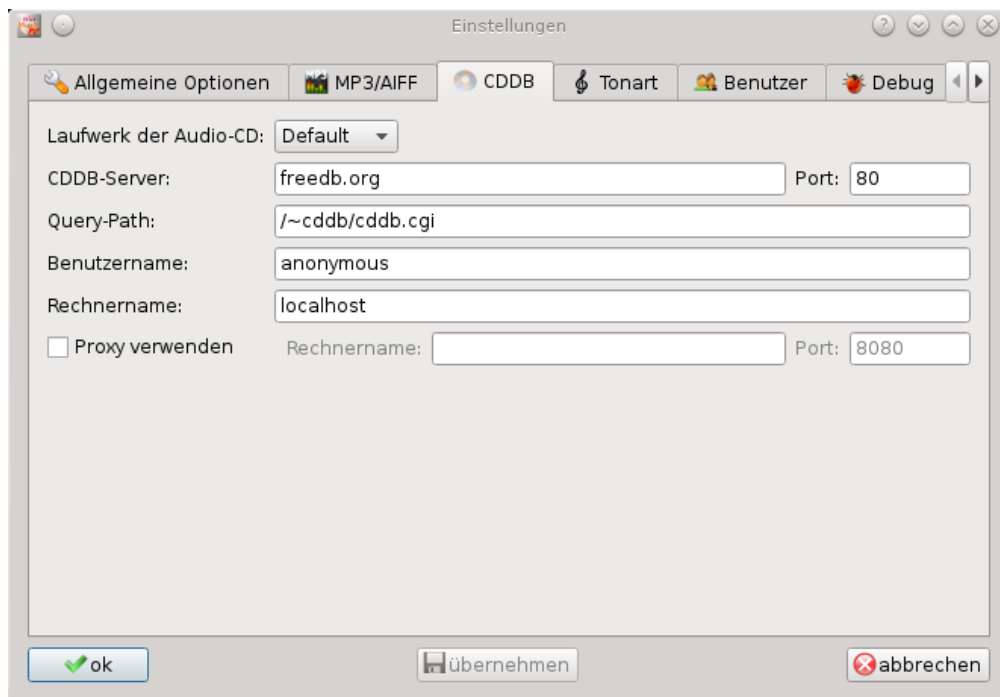 Einstellungen
Allgemeine Optionen MP3/AIFF CDDB Tonart Benutzer Debug
Laufwerk der Audio-CD: Default
CDDB-Server: freedb.org Port: 80
Query-Path: /~cddb/cddb.cgi
Benutzername: anonymous
Rechnername: localhost
Proxy verwenden Rechnername: Port: 8080
ok übernehmen abbrechen